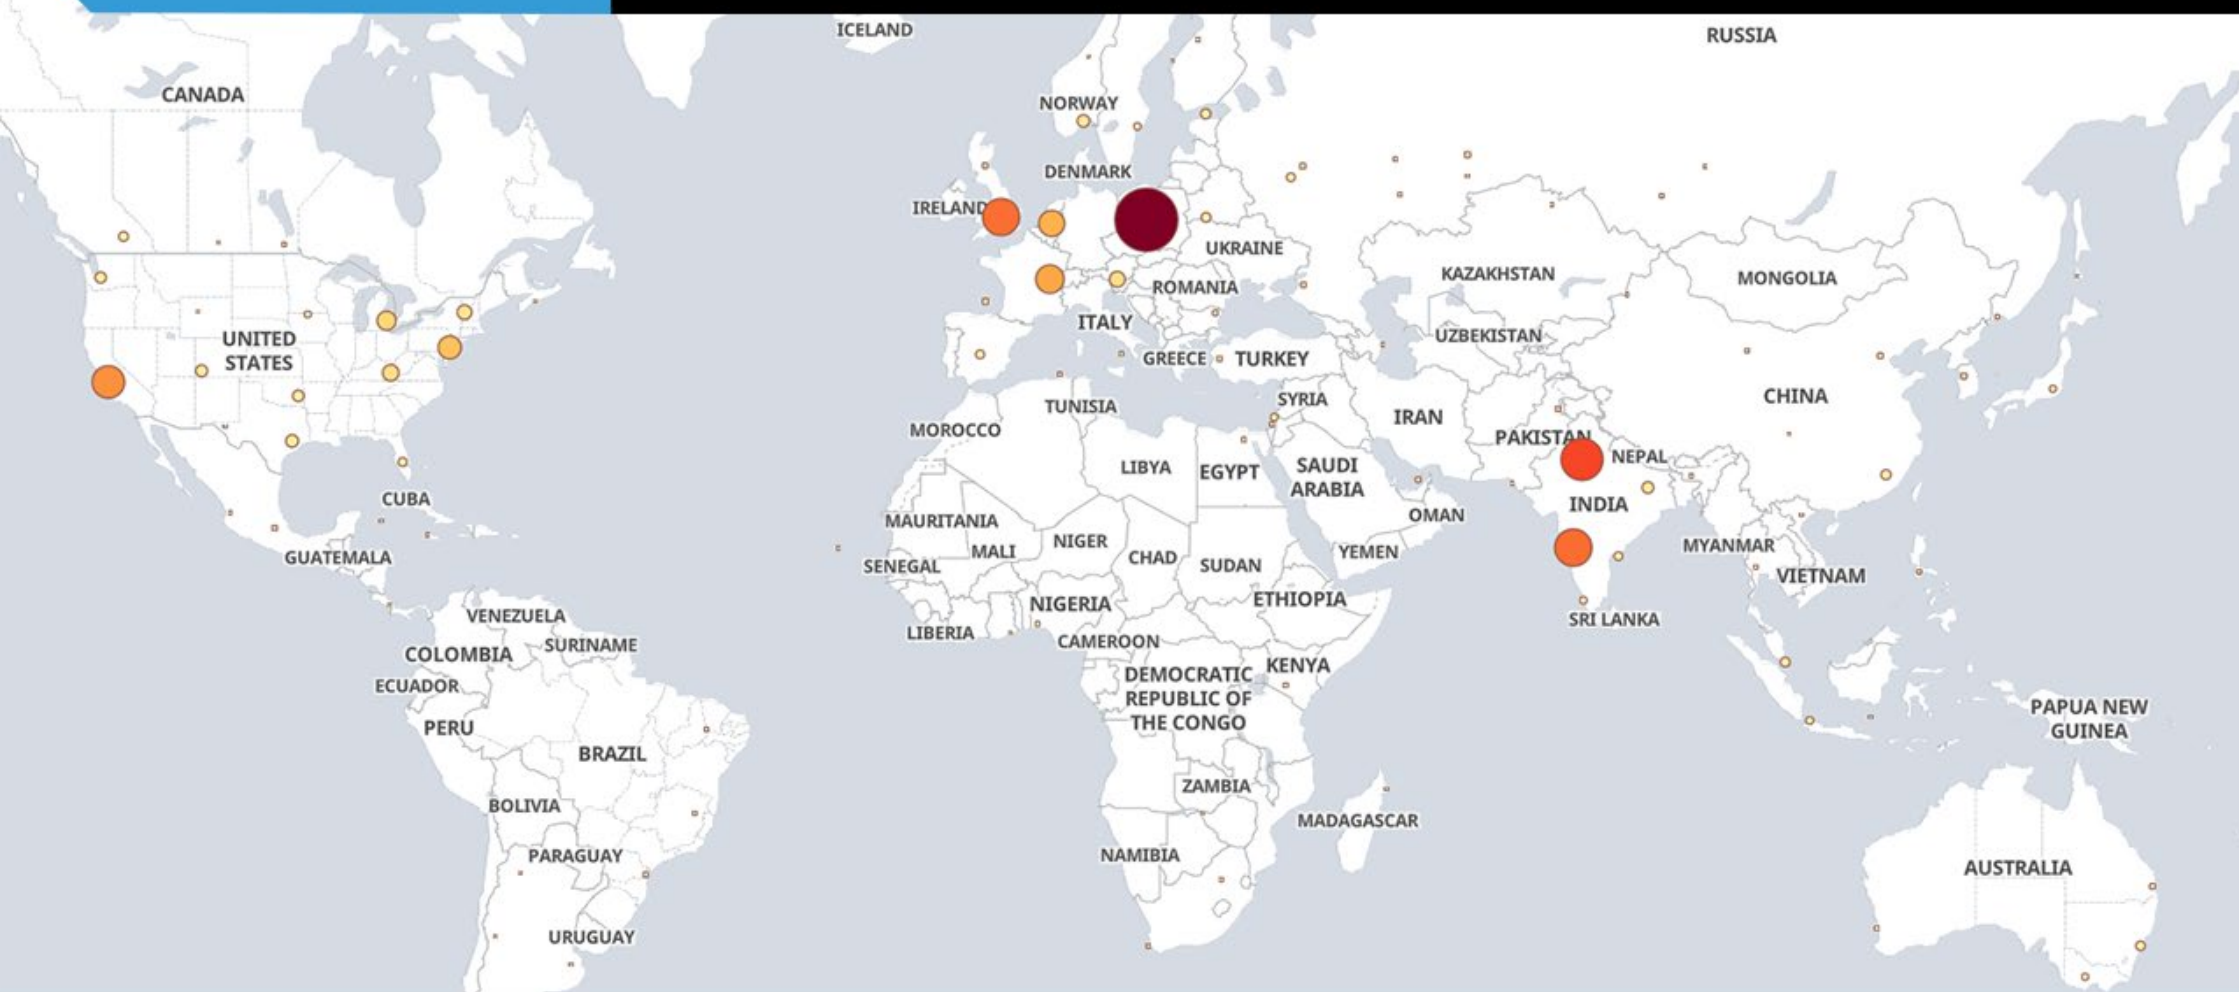 ICELAND
RUSSIA
CANADA
NORWAY
DENMARK
IRELAND
UKRAINE
KAZAKHSTAN
MONGOLIA
ROMANIA
ITALY
UZBEKISTAN
UNITED
STATES
GREECE
TURKEY
CHINA
SYRIA
TUNISIA
IRAN
MOROCCO
PAKISTAN
NEPAL
LIBYA
EGYPT
SAUDI
ARABIA
CUBA
INDIA
OMAN
MAURITANIA
NIGER
MALI
CHAD
YEMEN
MYANMAR
GUATEMALA
SENEGAL
SUDAN
VIETNAM
ETHIOPIA
NIGERIA
VENEZUELA
SRI LANKA
LIBERIA
CAMEROON
SURINAME
COLOMBIA
KENYA
DEMOCRATIC
REPUBLIC OF
THE CONGO
ECUADOR
PAPUA NEW
GUINEA
PERU
BRAZIL
ZAMBIA
BOLIVIA
MADAGASCAR
NAMIBIA
PARAGUAY
AUSTRALIA
URUGUAY